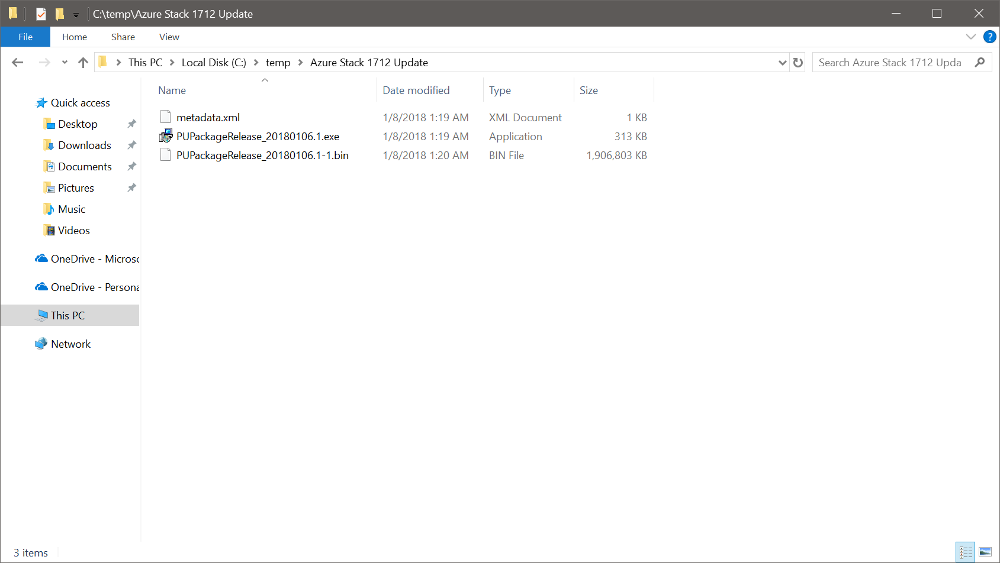 C:\temp\Azure Stack 1712 Update
File Home Share View ?
This PC Local Disk (C:) temp Azure Stack 1712 Update Search Azure Stack 1712 Upda
Name Date modified Type Size
Quick access
Desktop
Downloads
Documents
Pictures
Music
Videos
OneDrive - Microso
OneDrive - Persona
This PC
Network
metadata.xml 1/8/2018 1:19 AM XML Document 1 KB
PUPackageRelease_20180106.1.exe 1/8/2018 1:19 AM Application 313 KB
PUPackageRelease_20180106.1-1.bin 1/8/2018 1:20 AM BIN File 1,906,803 KB
3 items